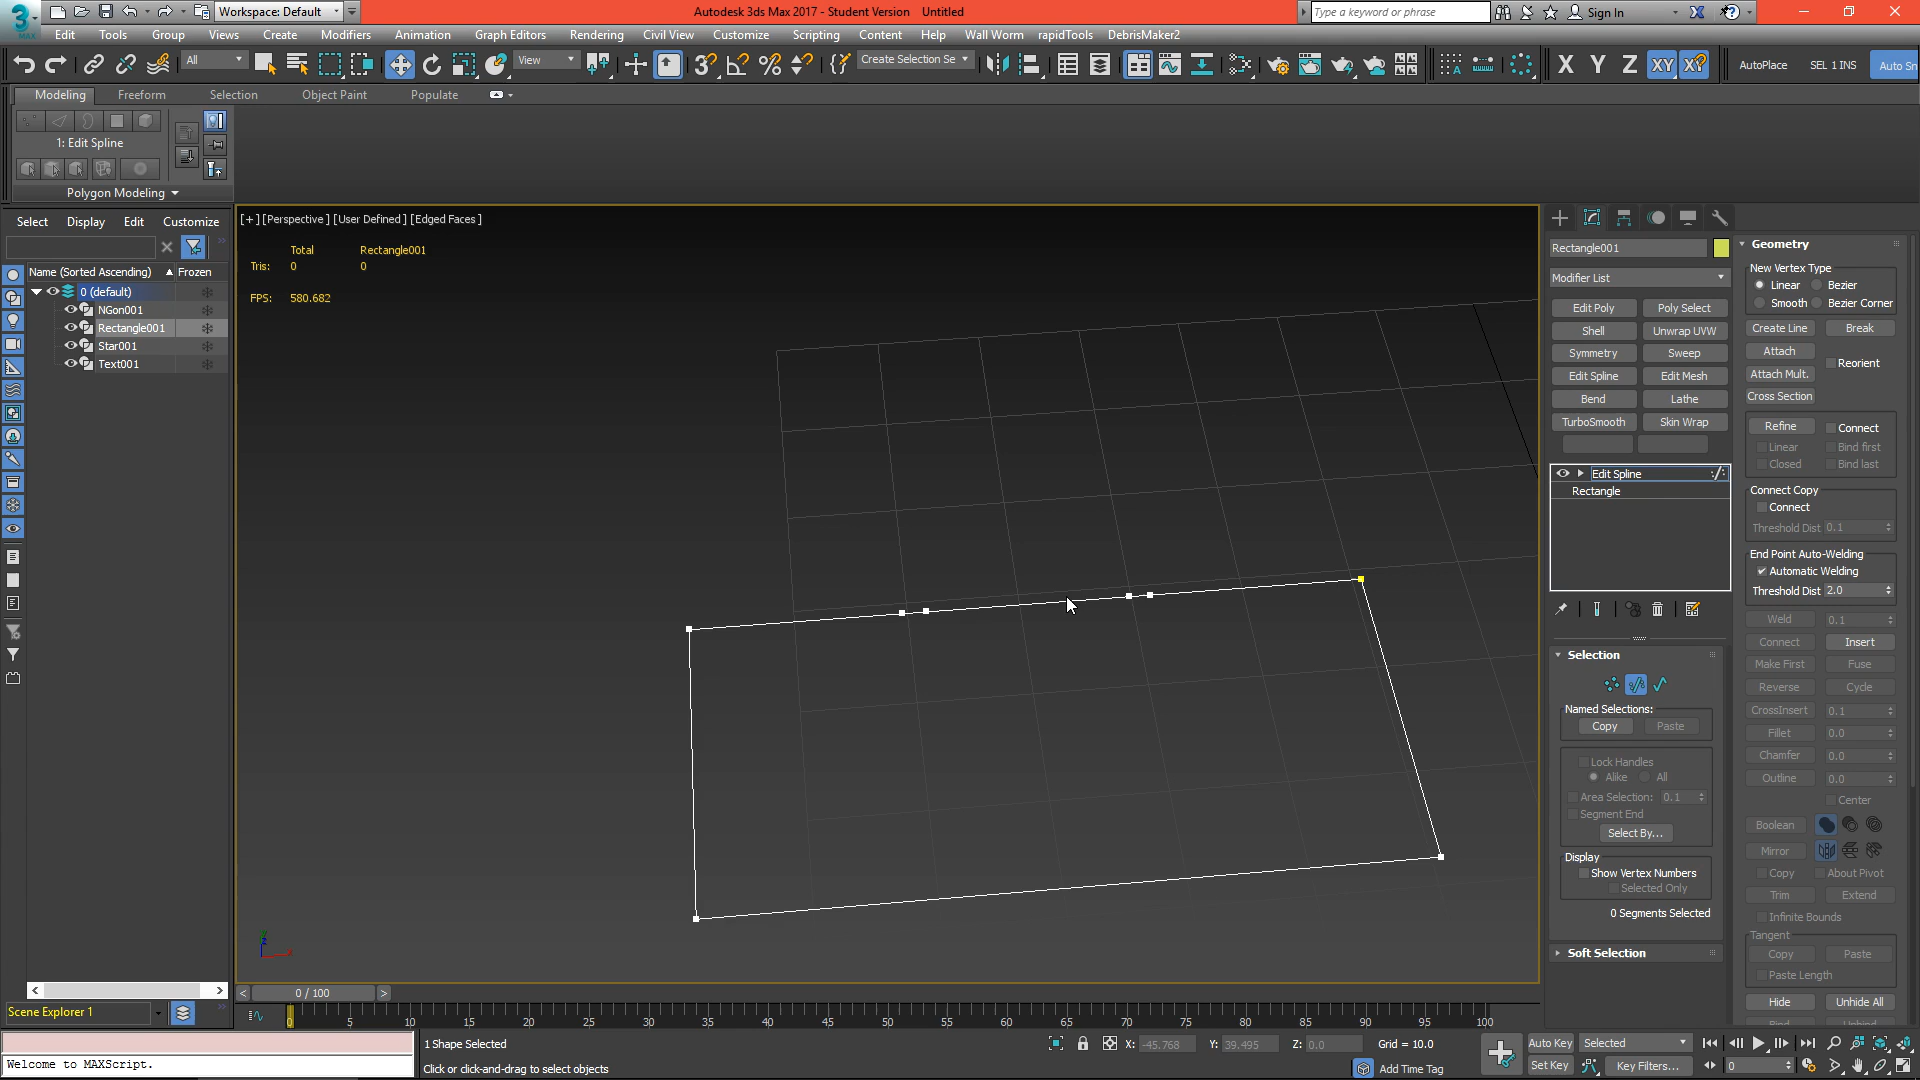 3 Workspace: Default Autodesk 3ds Max 2017 - Student Version Untitled Type a keyword or phrase Sign In
MAX Edit Tools Group Views Create Modifiers Animation Graph Editors Rendering Civil View Customize Scripting Content Help Wall Worm rapidTools DebrisMaker2
All View 3 Create Selection Se X Y Z XY XY AutoPlace SEL 1 INS Auto Sn
Modeling Freeform Selection Object Paint Populate
1: Edit Spline
Polygon Modeling
Select Display Edit Customize
Name (Sorted Ascending) Frozen
0 (default)
NGon001
Rectangle001
Star001
Text001
Scene Explorer 1
[+] [Perspective ] [User Defined ] [Edged Faces ]
Total Rectangle001
Tris: 0 0
FPS: 580.682
Rectangle001
Modifier List
Edit Poly Poly Select
Shell Unwrap UVW
Symmetry Sweep
Edit Spline Edit Mesh
Bend Lathe
TurboSmooth Skin Wrap
Edit Spline
Rectangle
Selection
Named Selections:
Copy Paste
Lock Handles
Alike All
Area Selection: 0.1
Segment End
Select By...
Display
Show Vertex Numbers
Selected Only
0 Segments Selected
Soft Selection
Geometry
New Vertex Type
Linear Bezier
Smooth Bezier Corner
Create Line Break
Attach
Reorient
Attach Mult.
Cross Section
Refine Connect
Linear Bind first
Closed Bind last
Connect Copy
Connect
Threshold Dist 0.1
End Point Auto-Welding
Automatic Welding
Threshold Dist 2.0
Weld 0.1
Connect Insert
Make First Fuse
Reverse Cycle
CrossInsert 0.1
Fillet 0.0
Chamfer 0.0
Outline 0.0
Center
Boolean
Mirror
Copy About Pivot
Trim Extend
Infinite Bounds
Tangent
Copy Paste
Paste Length
Hide Unhide All
Bind Unbind
< 0 / 100 >
0 5 10 15 20 25 30 35 40 45 50 55 60 65 70 75 80 85 90 95 100
1 Shape Selected X: -45.768 Y: 39.495 Z: 0.0 Grid = 10.0 Auto Key Selected
Welcome to MAXScript. Click or click-and-drag to select objects Add Time Tag Set Key Key Filters... 0